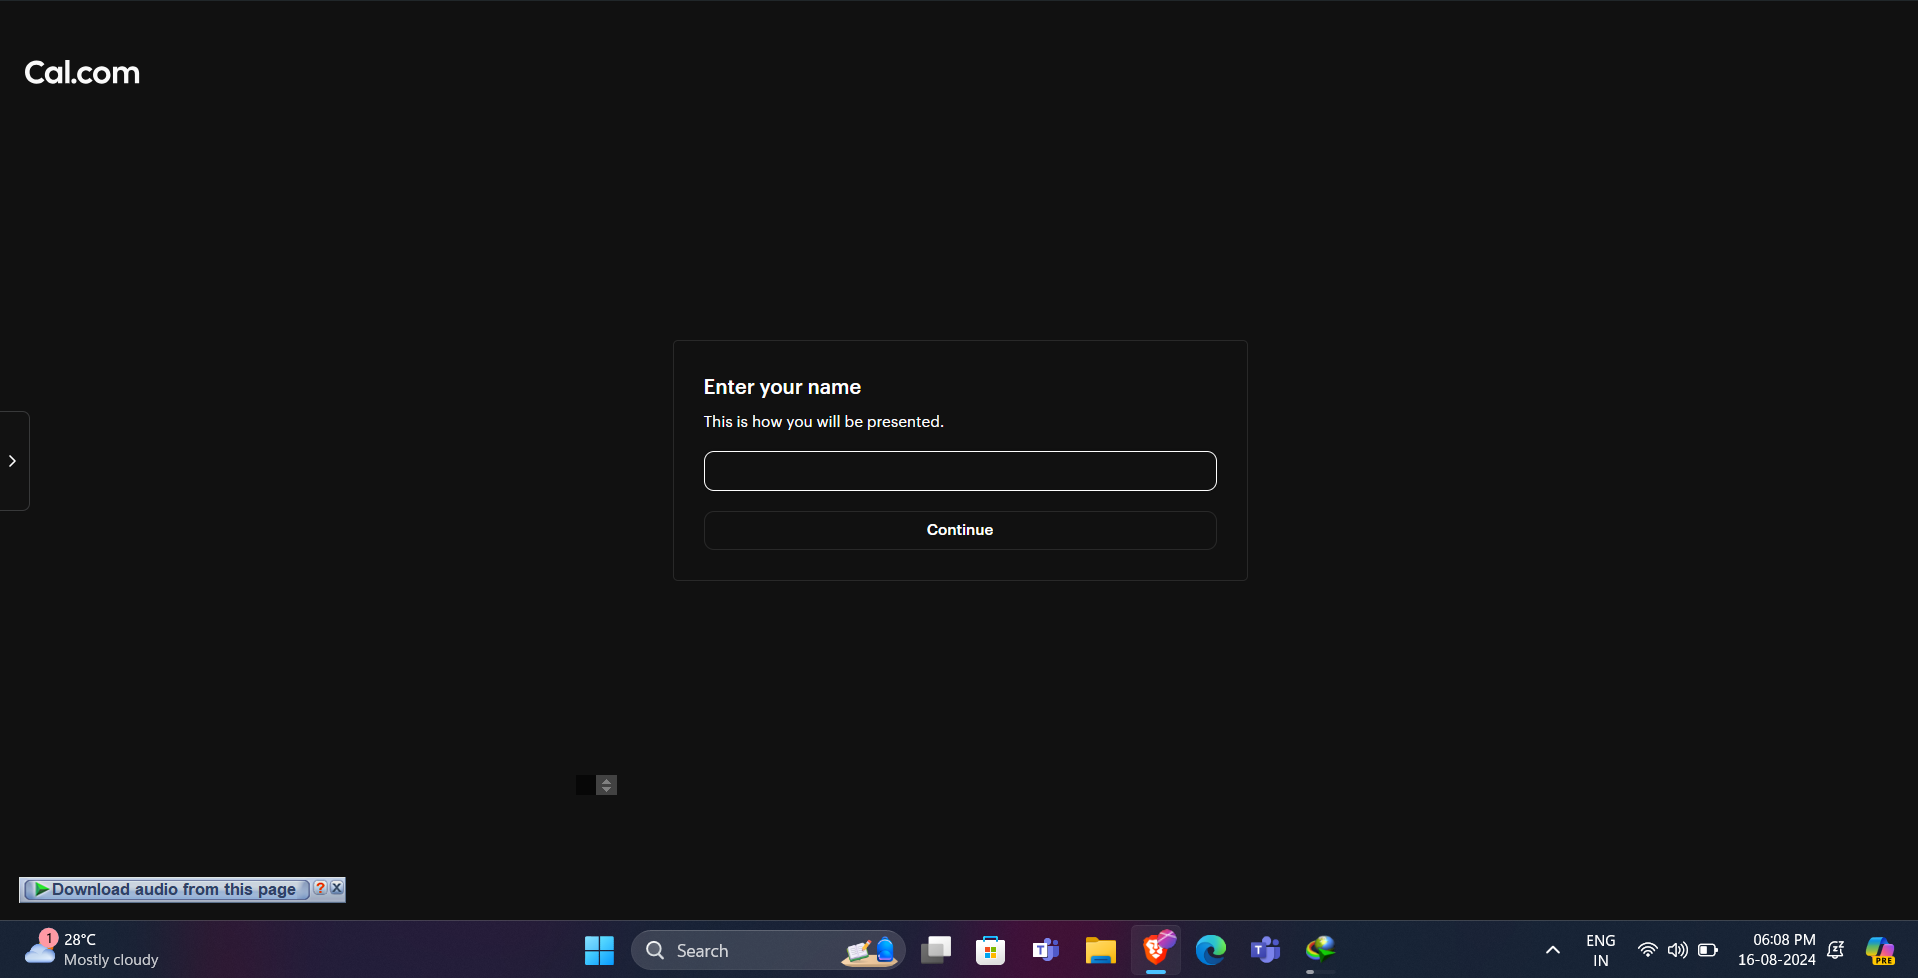 Cal.com
Enter your name
This is how you will be presented.
Continue
Download audio from this page ? X
1
28°C
Mostly cloudy
Search
T
T
ENG
IN
06:08 PM
16-08-2024
PRE